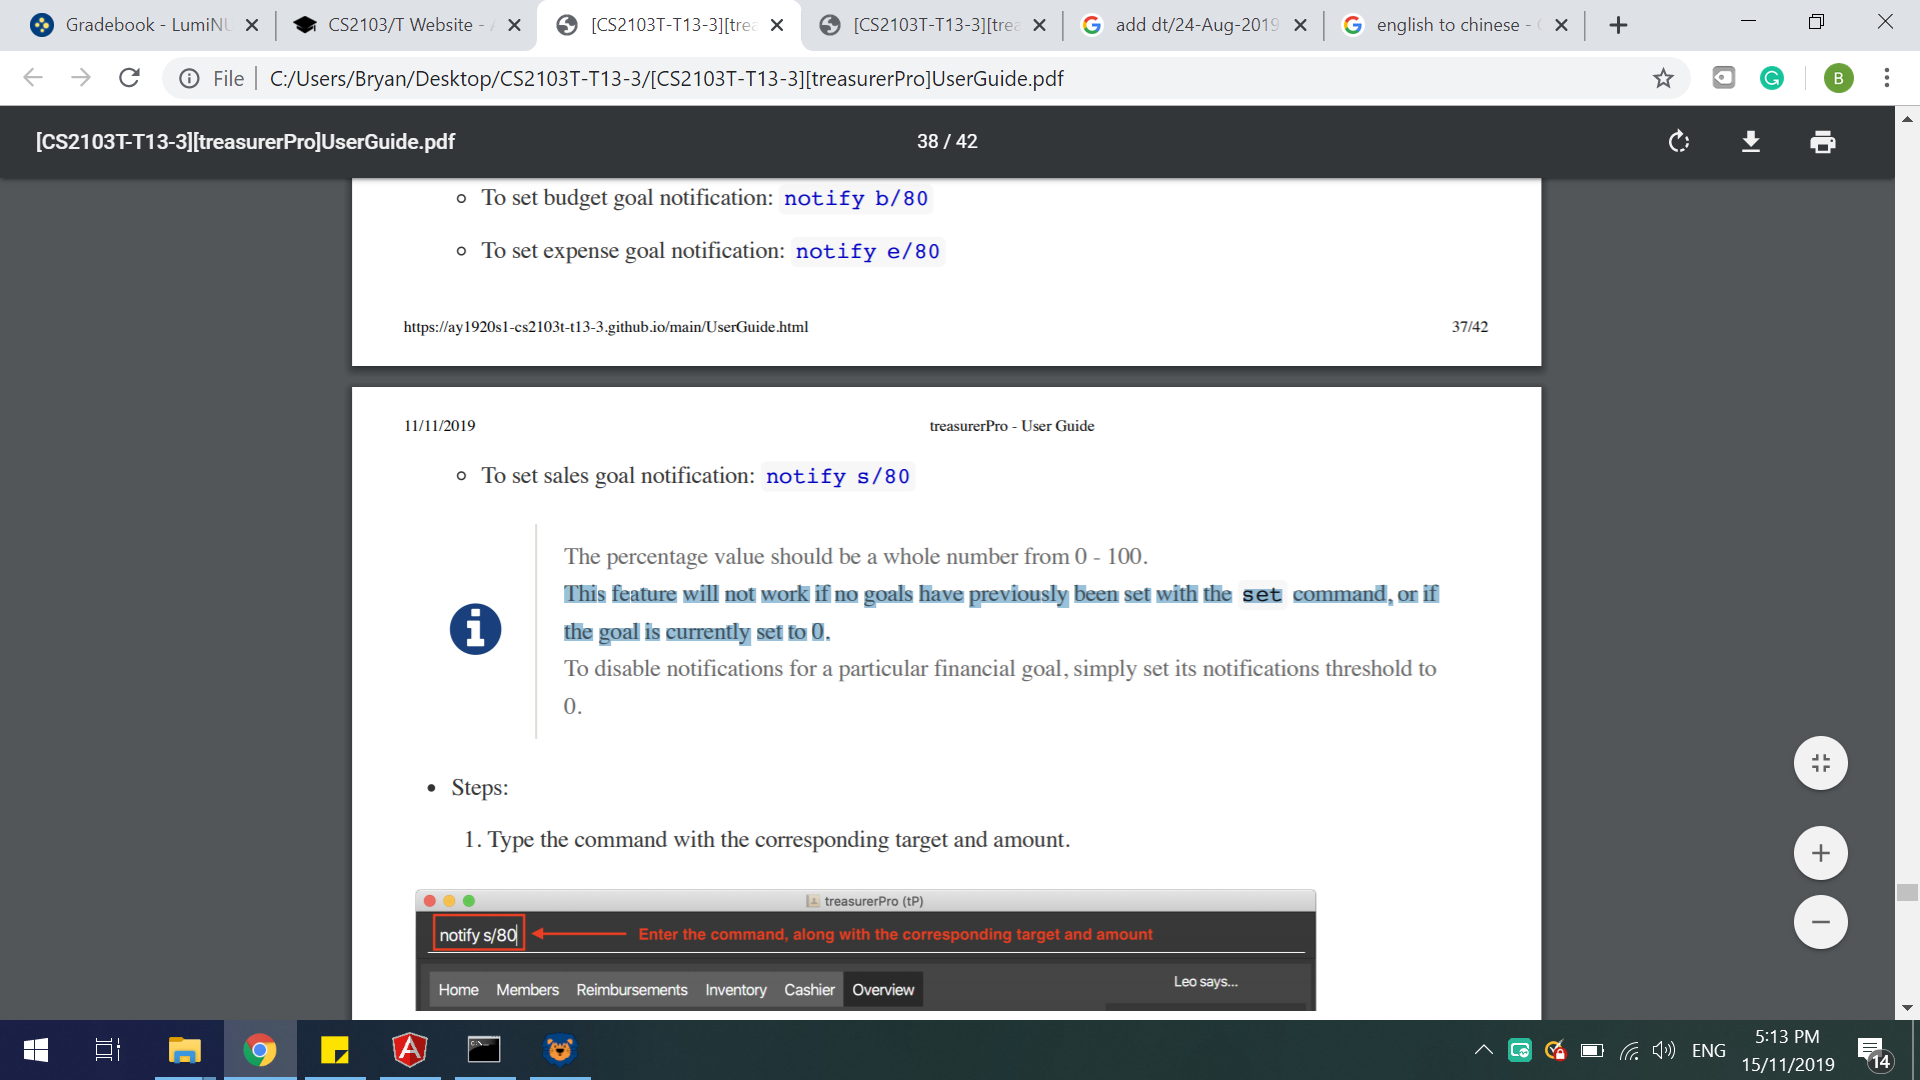 Gradebook - LumiNU
CS2103/T Website - A
[CS2103T-T13-3][trea
[CS2103T-T13-3][trea
add dt/24-Aug-2019
english to chinese - G
File
C:/Users/Bryan/Desktop/CS2103T-T13-3/[CS2103T-T13-3][treasurerPro]UserGuide.pdf
B
[CS2103T-T13-3][treasurerPro]UserGuide.pdf
38 / 42
To set budget goal notification: notify b/80
To set expense goal notification: notify e/80
https://ay1920s1-cs2103t-t13-3.github.io/main/UserGuide.html
37/42
11/11/2019
treasurerPro - User Guide
To set sales goal notification: notify s/80
The percentage value should be a whole number from 0 - 100.
This feature will not work if no goals have previously been set with the set command, or if
the goal is currently set to 0.
To disable notifications for a particular financial goal, simply set its notifications threshold to
0.
Steps:
1. Type the command with the corresponding target and amount.
treasurerPro (tP)
notify s/80
Enter the command, along with the corresponding target and amount
Leo says...
Home Members Reimbursements Inventory Cashier Overview
ENG
5:13 PM
15/11/2019
14